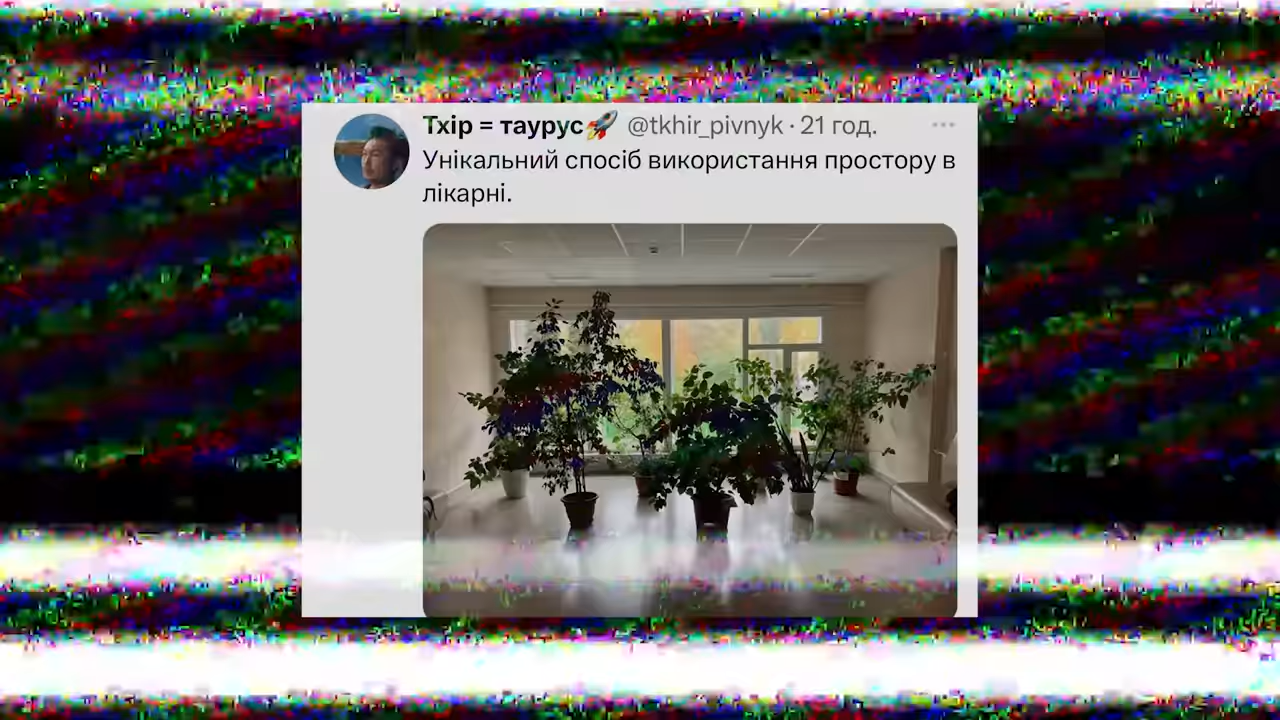 Тхір = таурус🚀 @tkhir_pivnyk · 21 год.
Унікальний спосіб використання простору в
лікарні.